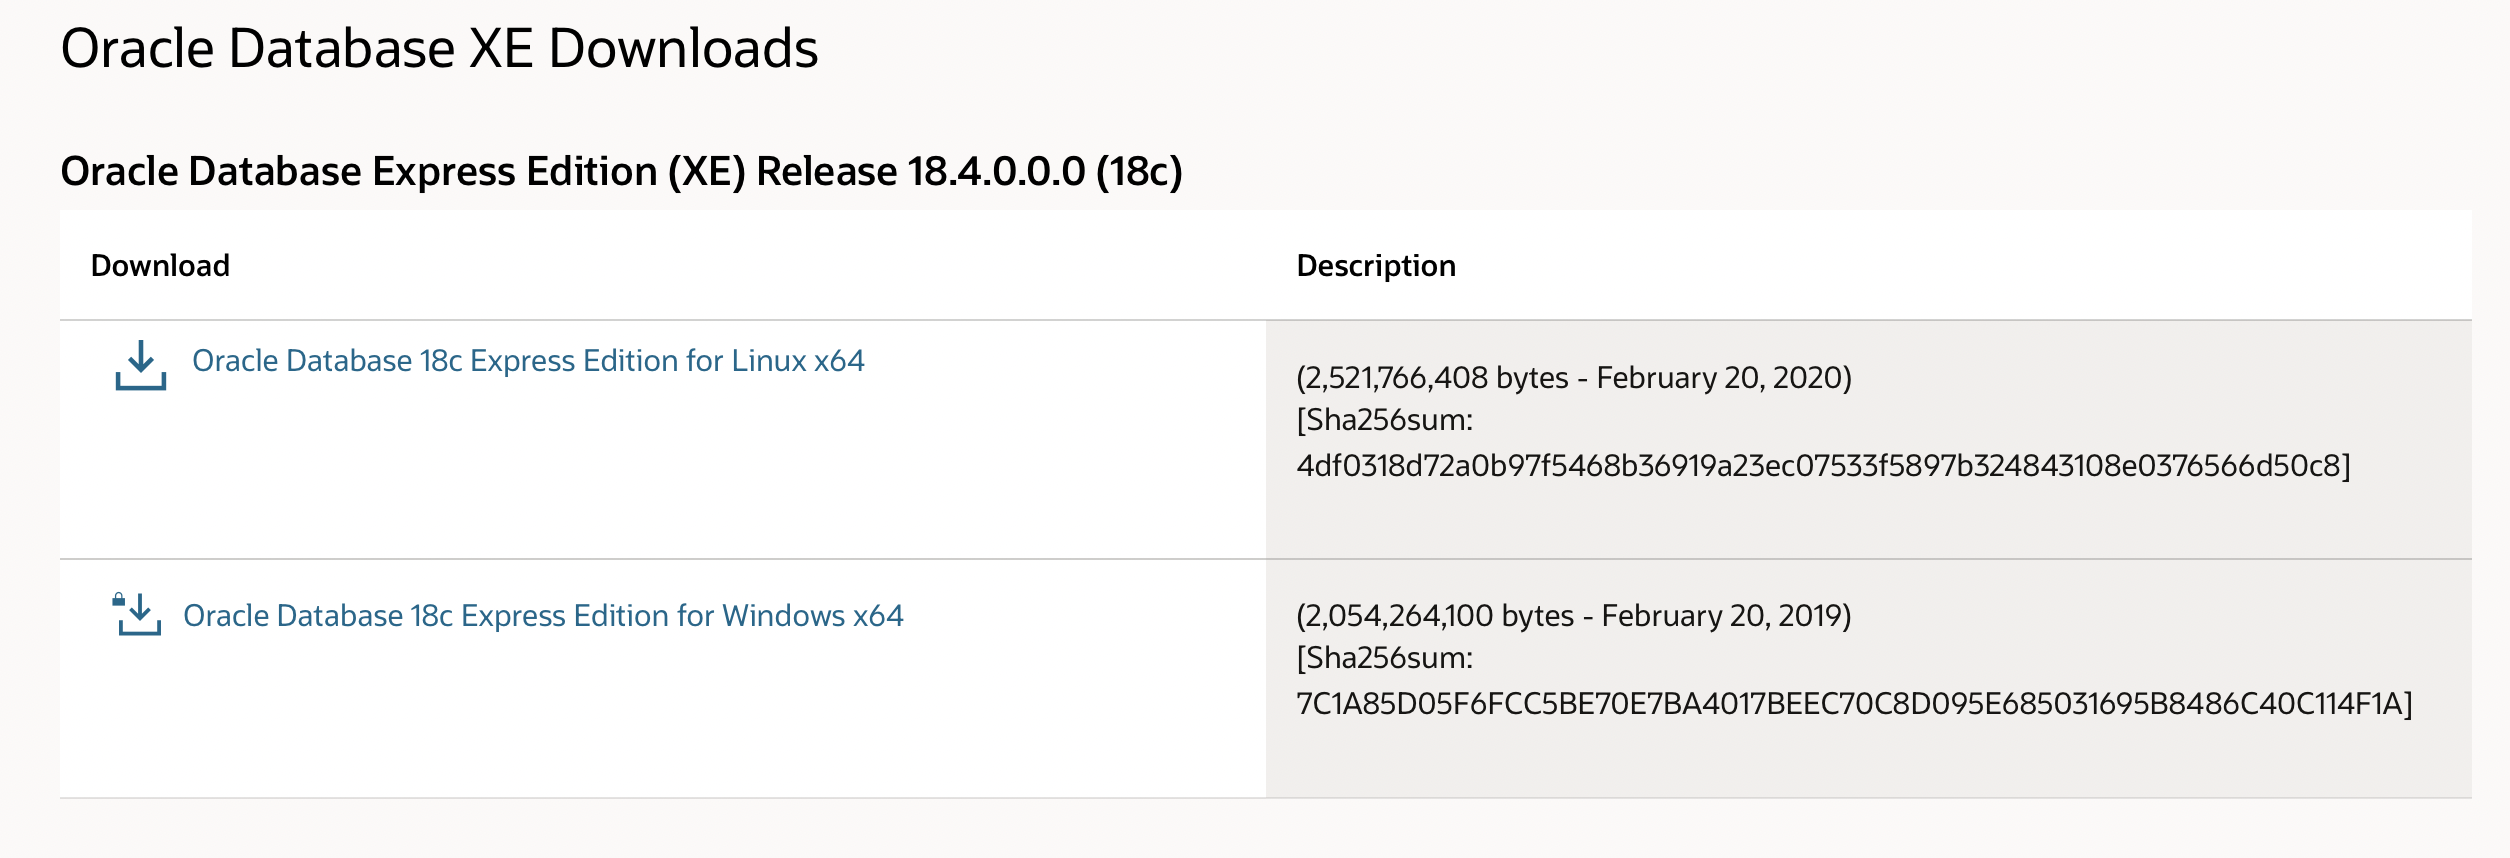 Oracle Database XE Downloads
Oracle Database Express Edition (XE) Release 18.4.0.0.0 (18c)
Download
Description
Oracle Database 18c Express Edition for Linux x64
(2,521,766,408 bytes - February 20, 2020)
[Sha256sum:
4df0318d72a0b97f5468b36919a23ec07533f5897b324843108e0376566d50c8]
Oracle Database 18c Express Edition for Windows x64
(2,054,264,100 bytes - February 20, 2019)
[Sha256sum:
7C1A85D05F6FCC5BE70E7BA4017BEEC70C8D095E685031695B8486C40C114F1A]